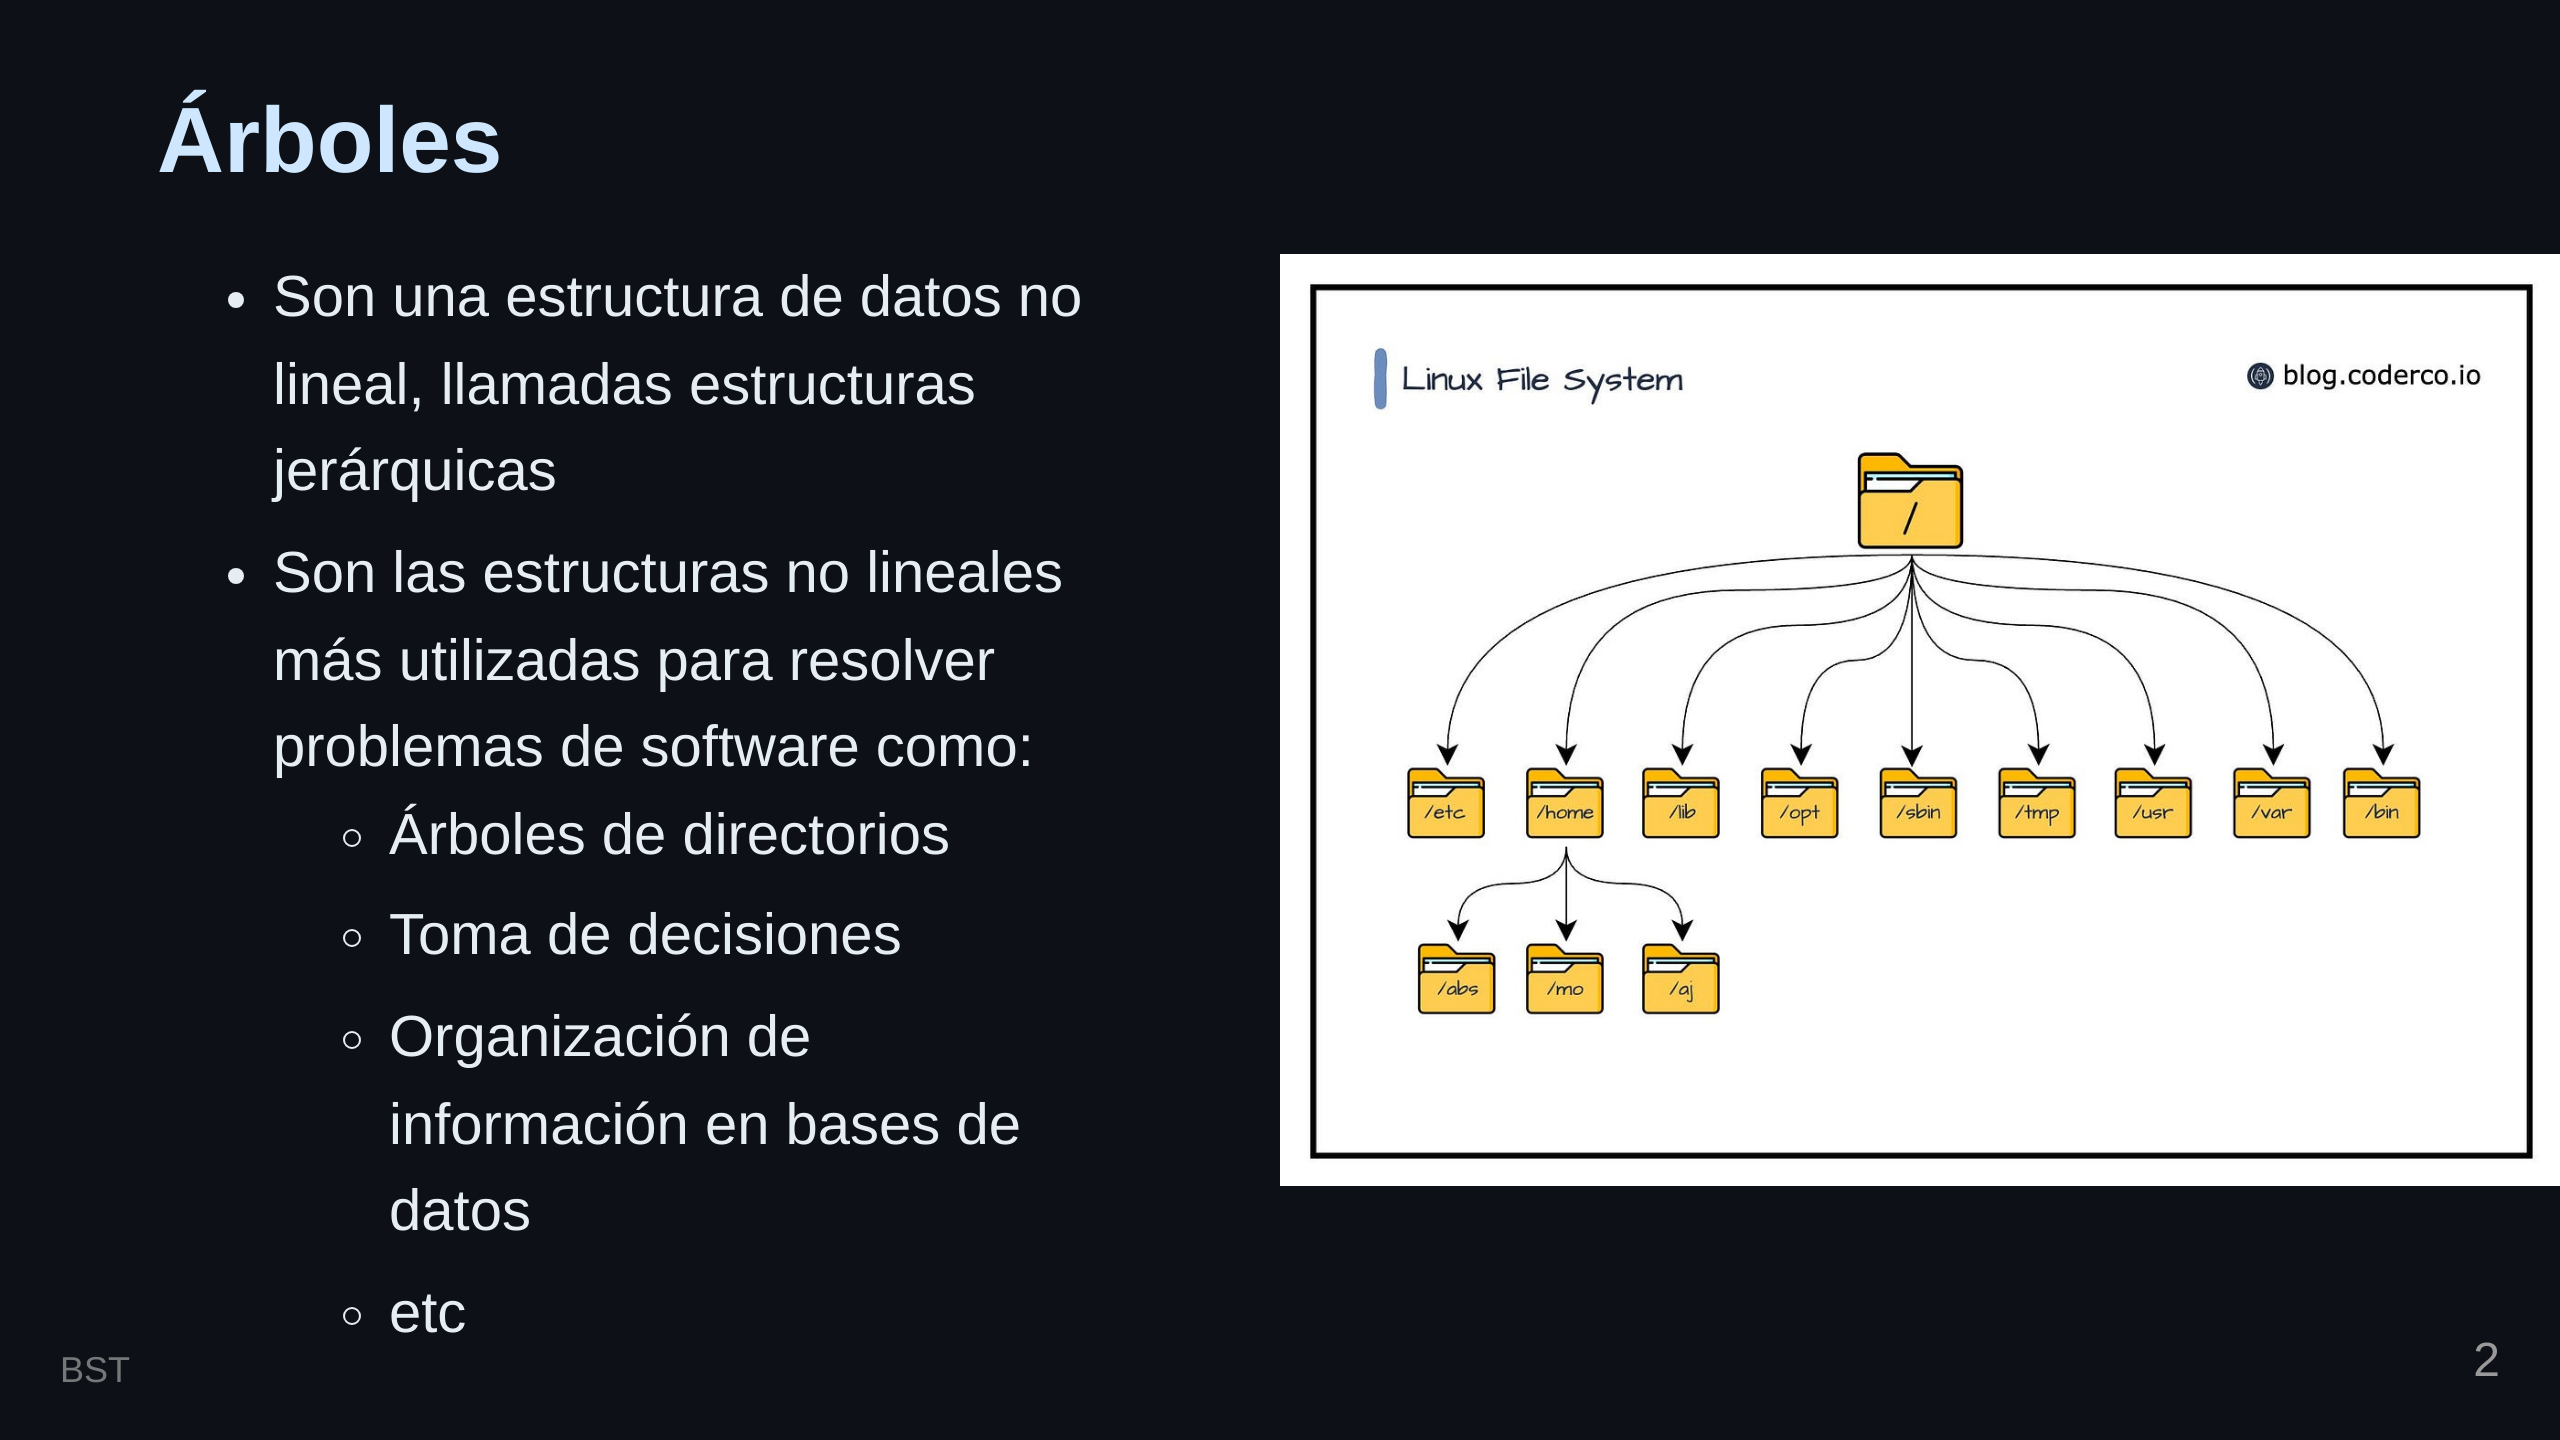 Árboles
• Son una estructura de datos no
lineal, llamadas estructuras
jerárquicas
• Son las estructuras no lineales
más utilizadas para resolver
problemas de software como:
◦ Árboles de directorios
◦ Toma de decisiones
◦ Organización de
información en bases de
datos
◦ etc
Linux File System
blog.coderco.io
/
/etc /home /lib /opt /sbin /tmp /usr /var /bin
/abs /mo /aj
BST
2